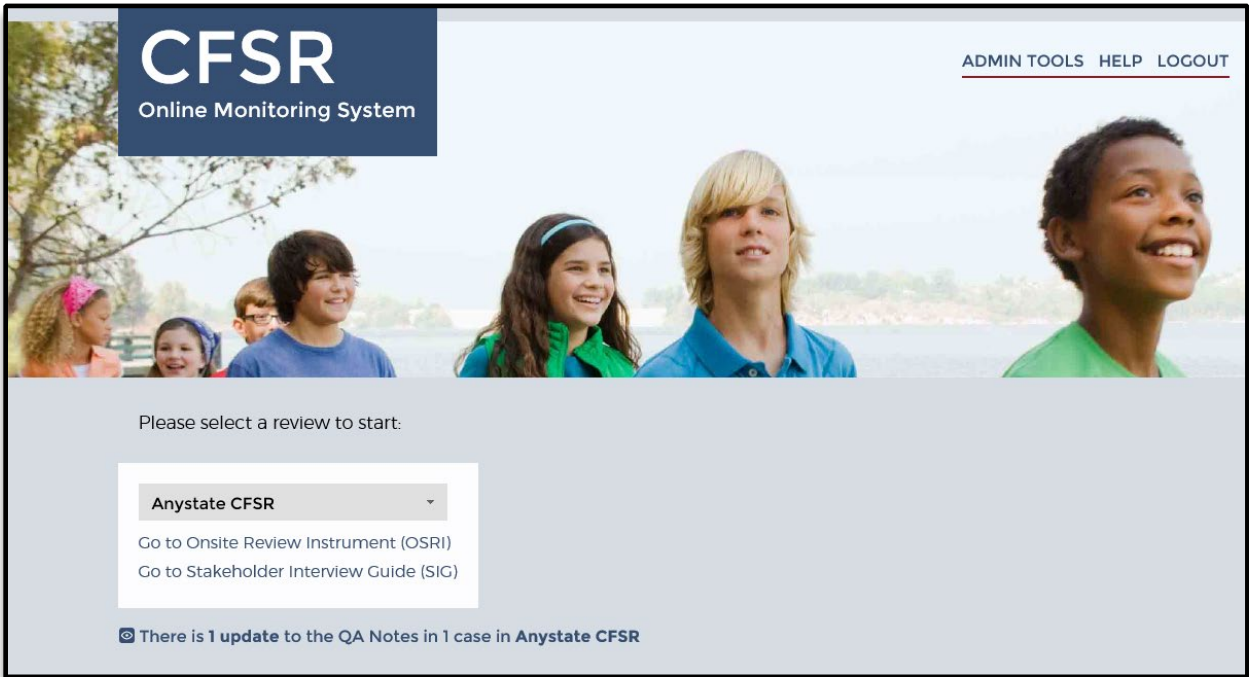 CFSR
Online Monitoring System
ADMIN TOOLS HELP LOGOUT
Please select a review to start:
Anystate CFSR
Go to Onsite Review Instrument (OSRI)
Go to Stakeholder Interview Guide (SIG)
There is 1 update to the QA Notes in 1 case in Anystate CFSR